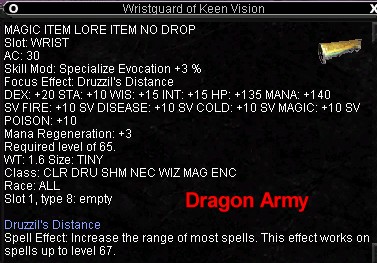 Wristguard of Keen Vision
MAGIC ITEM LORE ITEM NO DROP
Slot: WRIST
AC: 30
Skill Mod: Specialize Evocation +3 %
Focus Effect: Druzzil's Distance
DEX: +20 STA: +10 WIS: +15 INT: +15 HP: +135 MANA: +140
SV FIRE: +10 SV DISEASE: +10 SV COLD: +10 SV MAGIC: +10 SV
POISON: +10
Mana Regeneration: +3
Required level of 65.
WT: 1.6 Size: TINY
Class: CLR DRU SHM NEC WIZ MAG ENC
Race: ALL
Slot 1, type 8: empty
Dragon Army
Druzzil's Distance
Spell Effect: Increase the range of most spells. This effect works on
spells up to level 67.